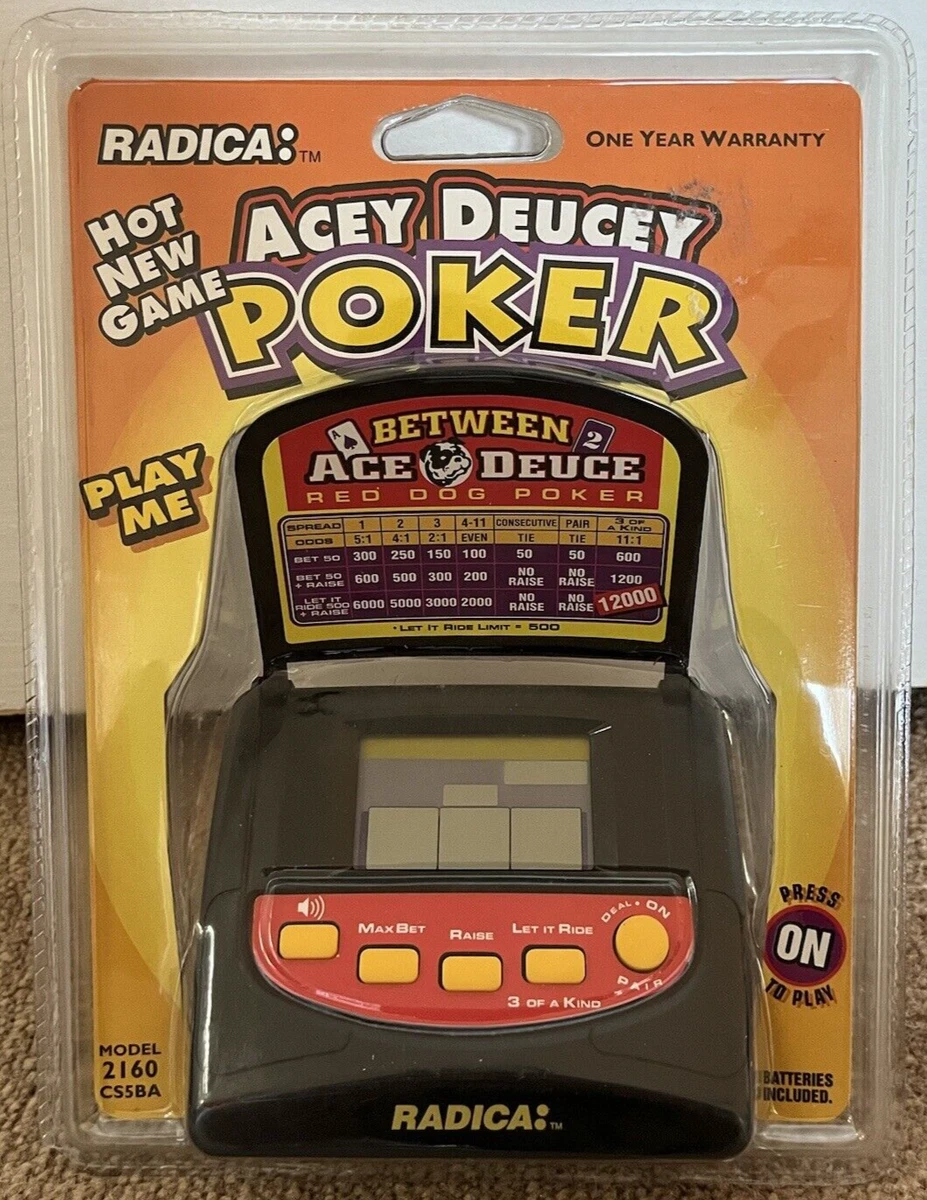 RADICA:™
ONE YEAR WARRANTY
HOT
NEW
GAME
ACEY DEUCEY
POKER
PLAY
ME
A
BETWEEN
2
ACE DEUCE
RED DOG POKER
SPREAD 1 2 3 4-11 CONSECUTIVE PAIR 3 OF A KIND
ODDS 5:1 4:1 2:1 EVEN TIE TIE 11:1
BET 50 300 250 150 100 50 50 600
BET 50 + RAISE 600 500 300 200 NO RAISE NO RAISE 1200
LET IT RIDE 500 + RAISE 6000 5000 3000 2000 NO RAISE NO RAISE 12000
• LET IT RIDE LIMIT = 500
MAX BET
RAISE
LET IT RIDE
DEAL • ON
PAIR
3 OF A KIND
PRESS
ON
TO PLAY
MODEL
2160
CS5BA
BATTERIES
INCLUDED.
RADICA:™